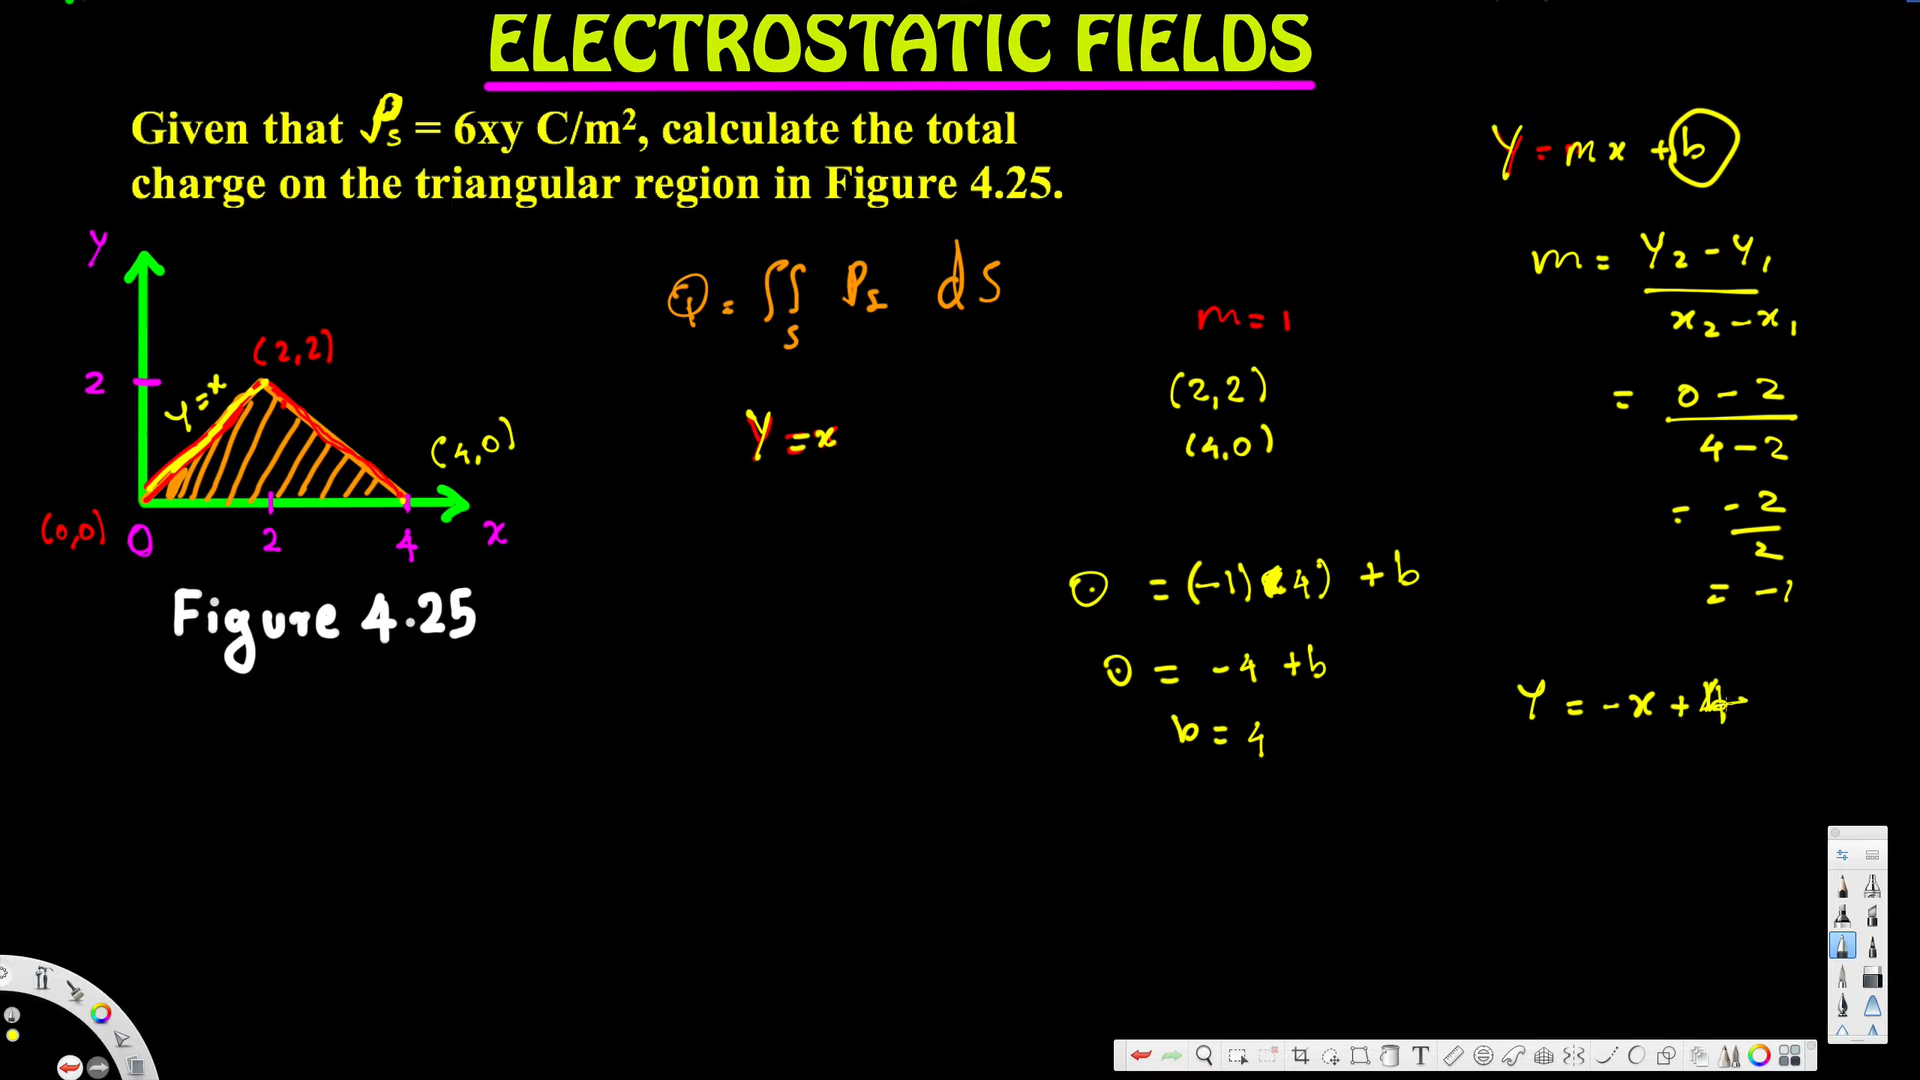 ELECTROSTATIC FIELDS
Given that ρs = 6xy C/m², calculate the total
charge on the triangular region in Figure 4.25.
Y
2
(2,2)
Y=x
(4,0)
(0,0)
0
2
4
x
Figure 4.25
Q = ∬s ρs ds
Y = x
m = 1
(2,2)
(4,0)
0 = (-1)(4) + b
0 = -4 + b
b = 4
Y = mx + b
m = Y2 - Y1 / x2 - x1
= 0 - 2 / 4 - 2
= -2 / 2
= -1
Y = -x + 4